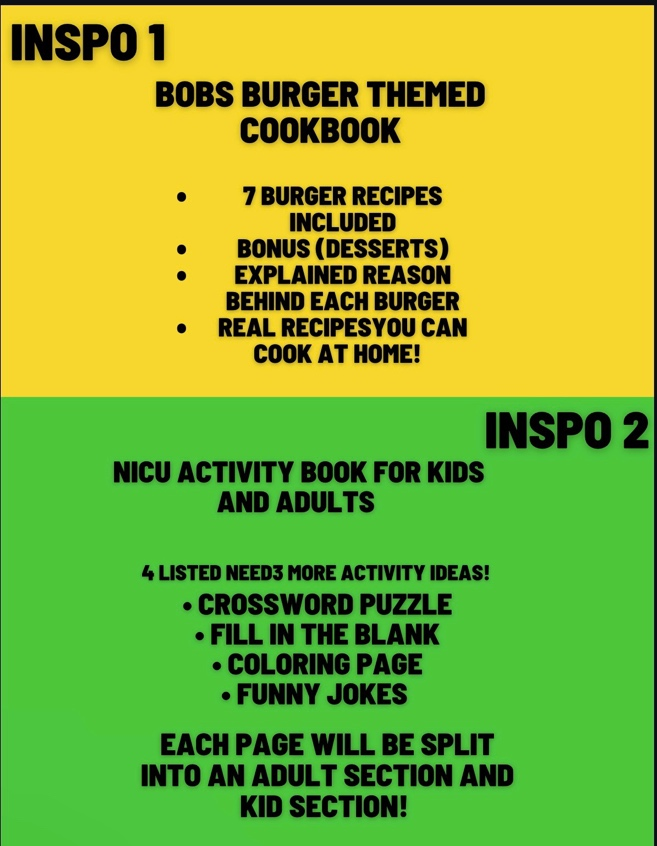 INSPO 1
BOBS BURGER THEMED
COOKBOOK
• 7 BURGER RECIPES
INCLUDED
• BONUS (DESSERTS)
• EXPLAINED REASON
BEHIND EACH BURGER
• REAL RECIPESYOU CAN
COOK AT HOME!
INSPO 2
NICU ACTIVITY BOOK FOR KIDS
AND ADULTS
4 LISTED NEED3 MORE ACTIVITY IDEAS!
• CROSSWORD PUZZLE
• FILL IN THE BLANK
• COLORING PAGE
• FUNNY JOKES
EACH PAGE WILL BE SPLIT
INTO AN ADULT SECTION AND
KID SECTION!